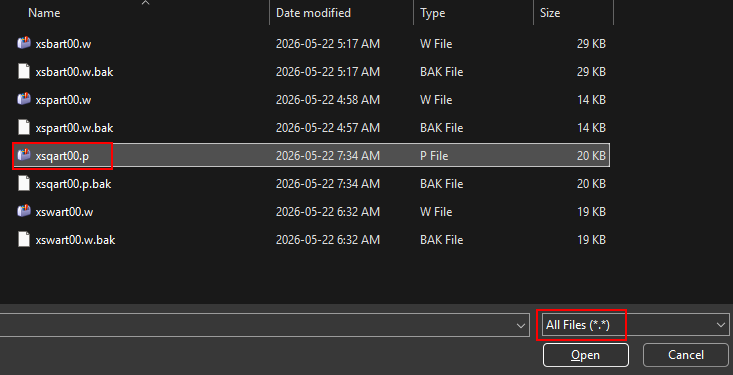 Name Date modified Type Size
xsbart00.w 2026-05-22 5:17 AM W File 29 KB
xsbart00.w.bak 2026-05-22 5:17 AM BAK File 29 KB
xspart00.w 2026-05-22 4:58 AM W File 14 KB
xspart00.w.bak 2026-05-22 4:57 AM BAK File 14 KB
xsqart00.p 2026-05-22 7:34 AM P File 20 KB
xsqart00.p.bak 2026-05-22 7:34 AM BAK File 20 KB
xswart00.w 2026-05-22 6:32 AM W File 19 KB
xswart00.w.bak 2026-05-22 6:32 AM BAK File 19 KB
All Files (*.*)
Open Cancel